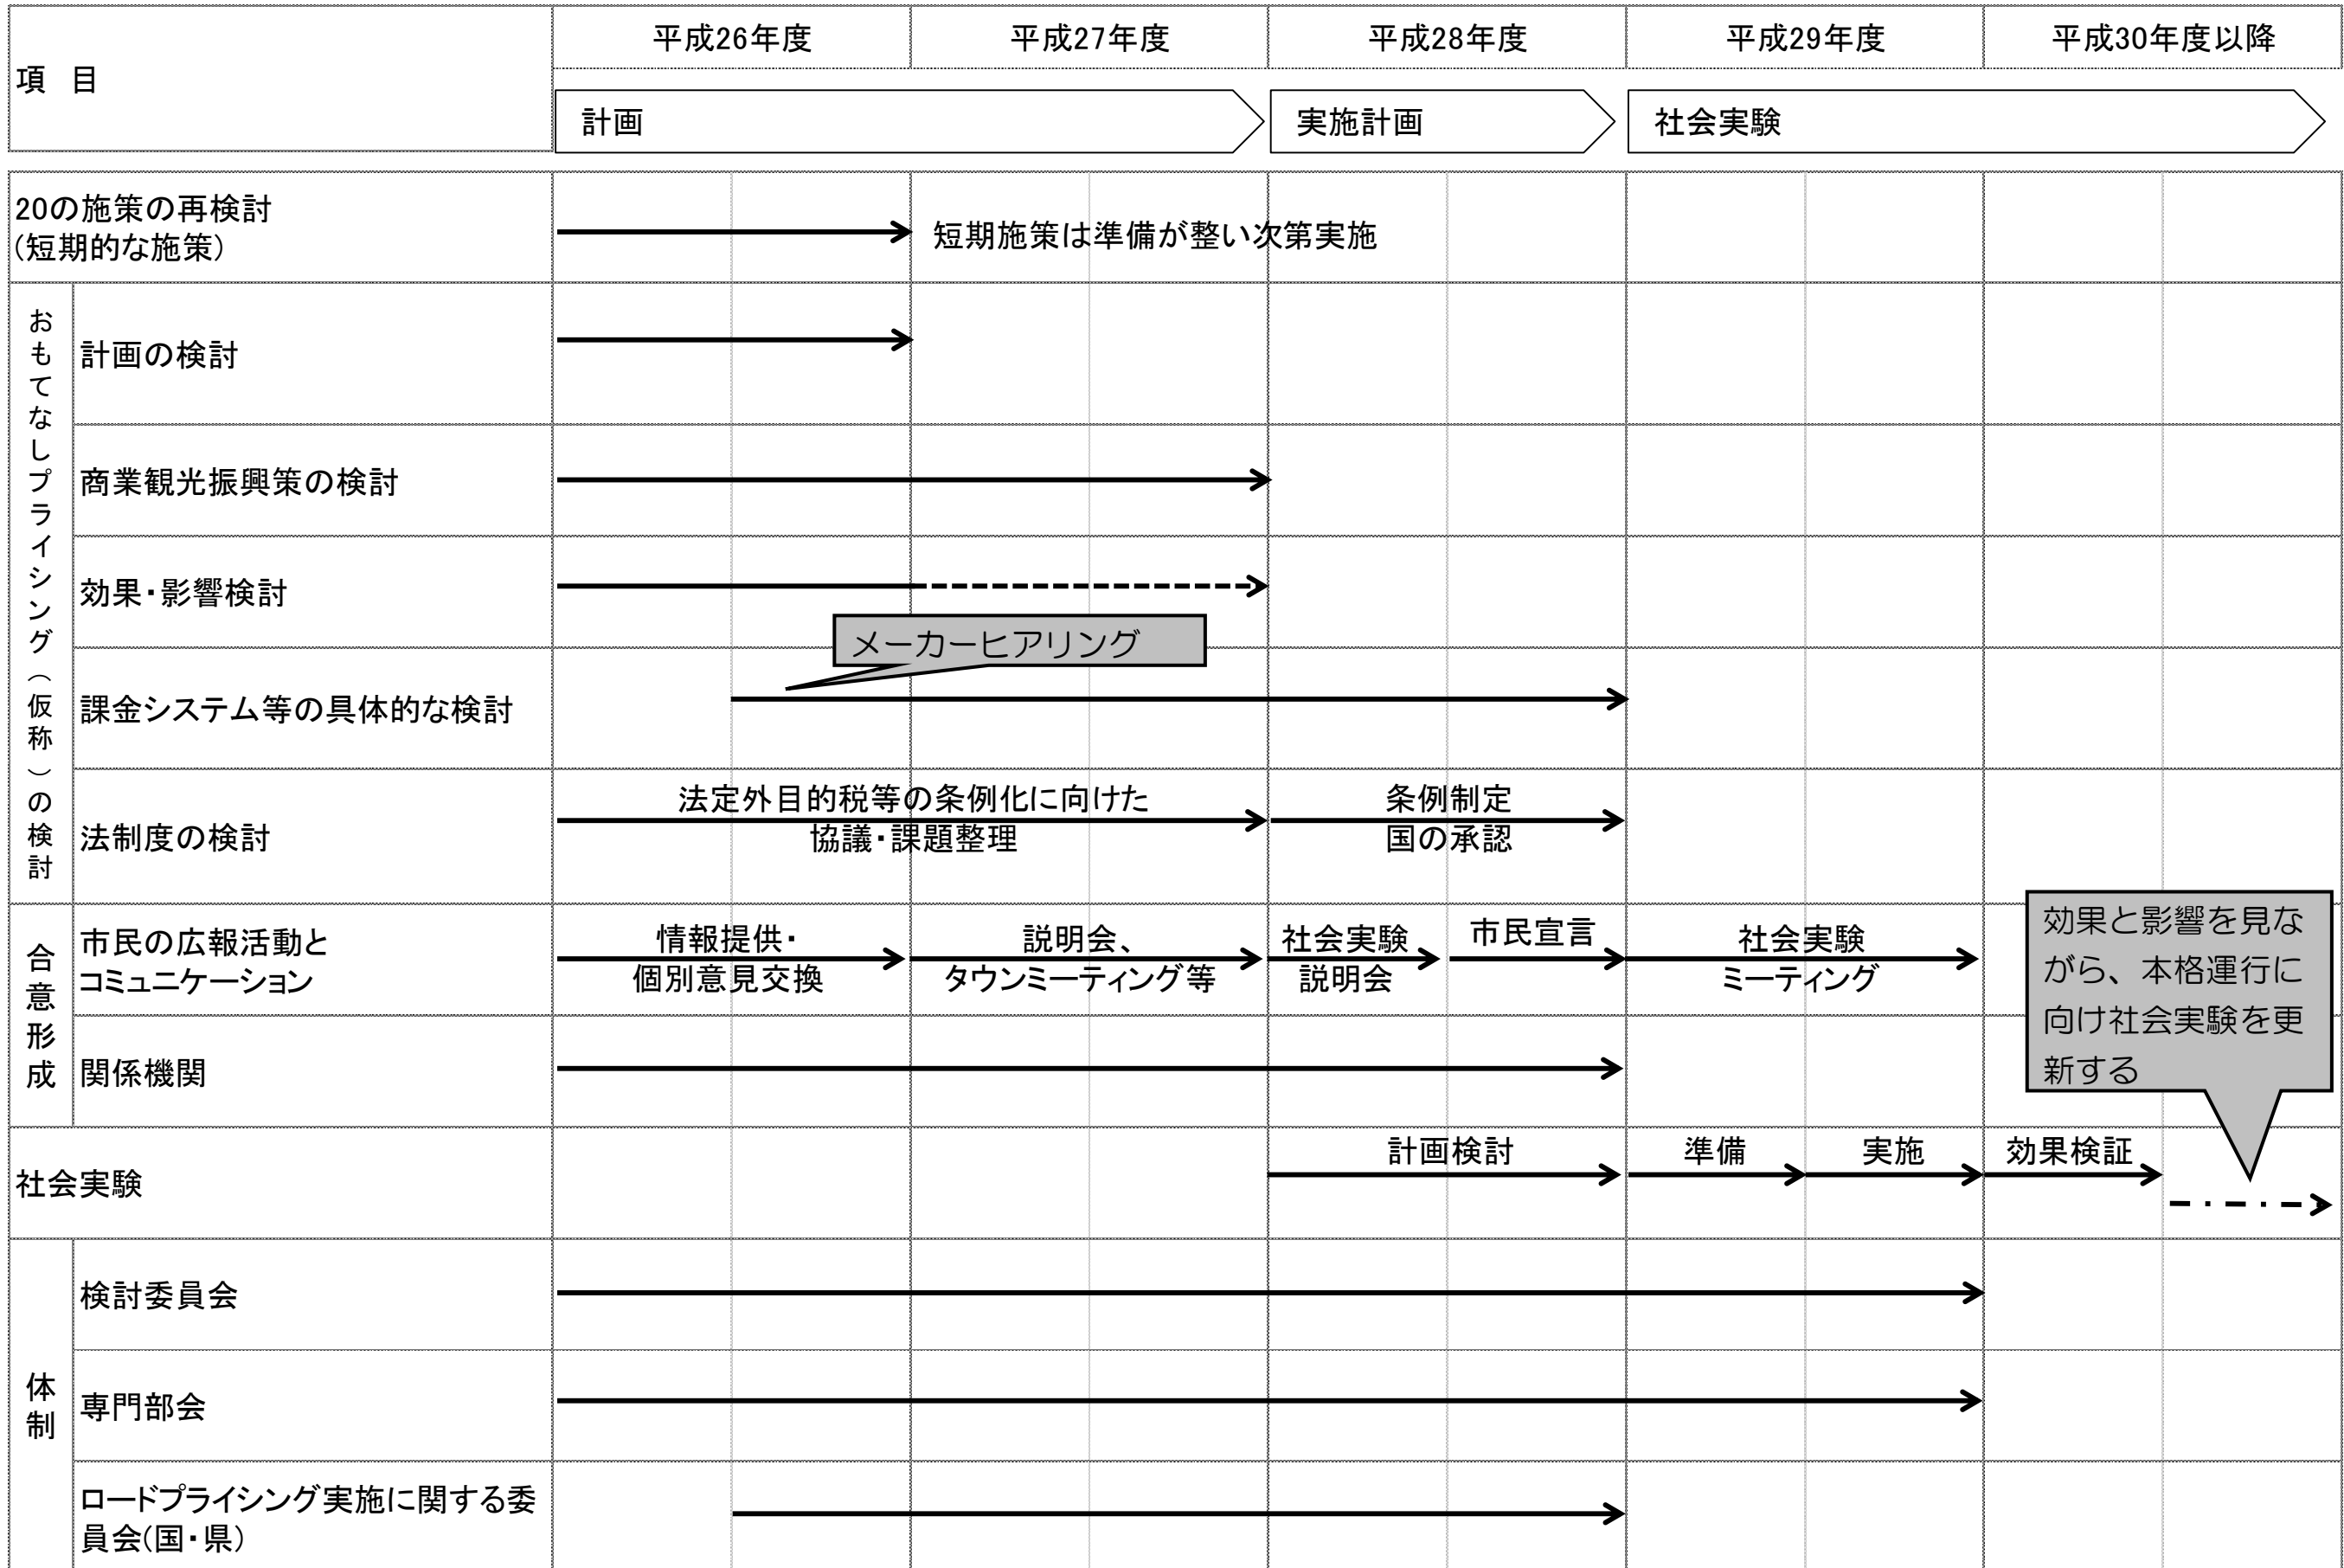 項 目
平成26年度
平成27年度
平成28年度
平成29年度
平成30年度以降
計画
実施計画
社会実験
20の施策の再検討
(短期的な施策)
短期施策は準備が整い次第実施
おもてなしプライシング(仮称)の検討
計画の検討
商業観光振興策の検討
効果・影響検討
メーカーヒアリング
課金システム等の具体的な検討
法制度の検討
法定外目的税等の条例化に向けた
協議・課題整理
条例制定
国の承認
合意形成
市民の広報活動と
コミュニケーション
情報提供・
個別意見交換
説明会、
タウンミーティング等
社会実験
説明会
市民宣言
社会実験
ミーティング
効果と影響を見な
がら、本格運行に
向け社会実験を更
新する
関係機関
社会実験
計画検討
準備
実施
効果検証
体制
検討委員会
専門部会
ロードプライシング実施に関する委
員会(国・県)